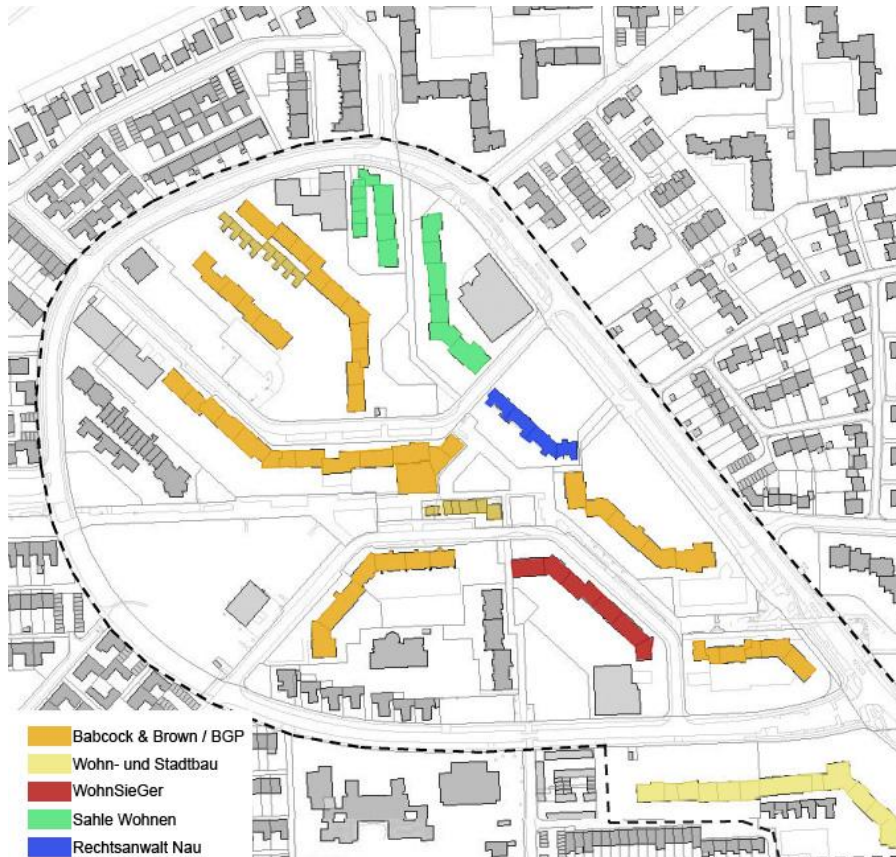 Babcock & Brown / BGP
Wohn- und Stadtbau
WohnSieGer
Sahle Wohnen
Rechtsanwalt Nau